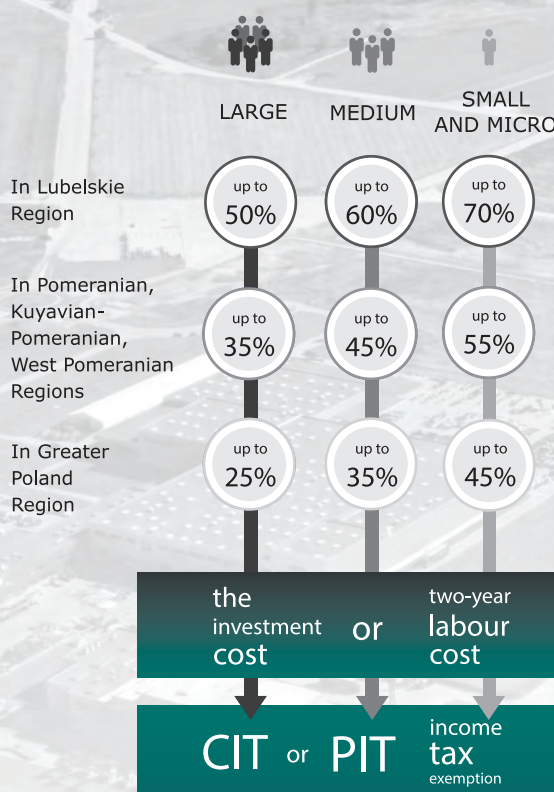 LARGE
MEDIUM
SMALL
AND MICRO
In Lubelskie
Region
up to
50%
up to
60%
up to
70%
In Pomeranian,
Kuyavian-
Pomeranian,
West Pomeranian
Regions
up to
35%
up to
45%
up to
55%
In Greater
Poland
Region
up to
25%
up to
35%
up to
45%
the
investment
cost
or
two-year
labour
cost
CIT or PIT
income
tax
exemption